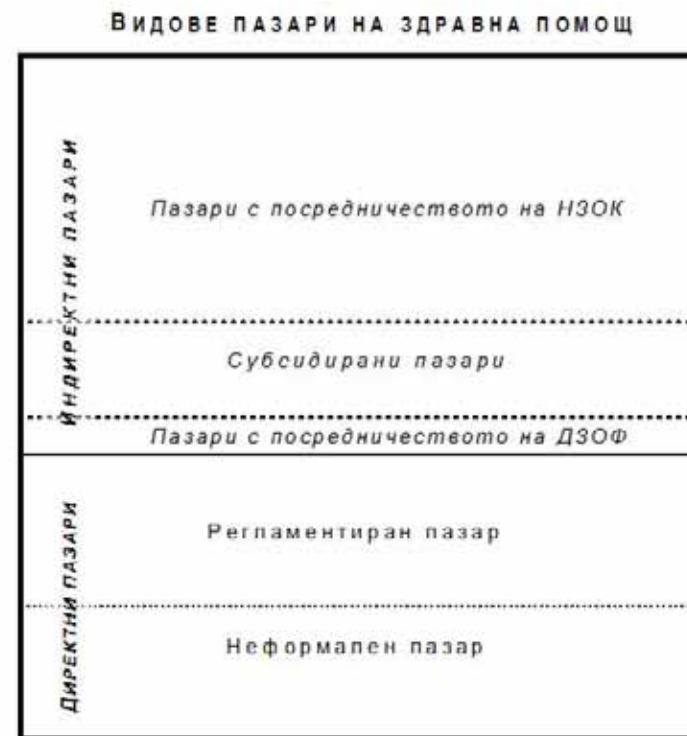 ВИДОВЕ ПАЗАРИ НА ЗДРАВНА ПОМОЩ
ИНДИРЕКТНИ ПАЗАРИ
Пазари с посредничеството на НЗОК
Субсидирани пазари
Пазари с посредничеството на ДЗОФ
ДИРЕКТНИ ПАЗАРИ
Регламентиран пазар
Неформален пазар